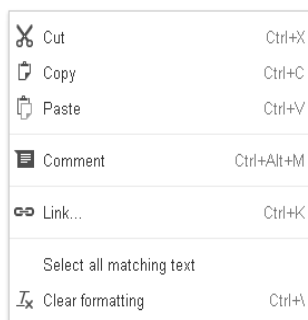 Cut Ctrl+X
Copy Ctrl+C
Paste Ctrl+V
Comment Ctrl+Alt+M
Link... Ctrl+K
Select all matching text
Clear formatting Ctrl+\